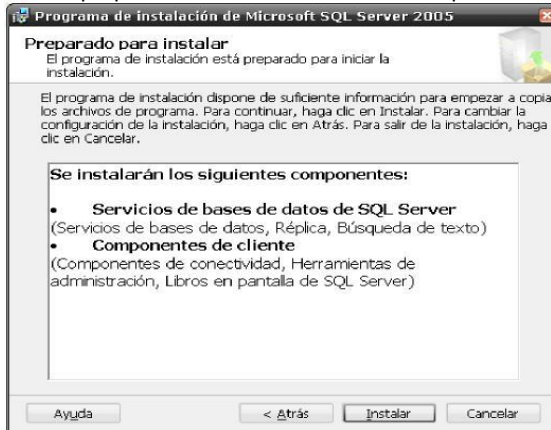 Programa de instalación de Microsoft SQL Server 2005
Preparado para instalar
El programa de instalación está preparado para iniciar la
instalación.
El programa de instalación dispone de suficiente información para empezar a copia
los archivos de programa. Para continuar, haga clic en Instalar. Para cambiar la
configuración de la instalación, haga clic en Atrás. Para salir de la instalación, haga
clic en Cancelar.
Se instalarán los siguientes componentes:
• Servicios de bases de datos de SQL Server
(Servicios de bases de datos, Réplica, Búsqueda de texto)
• Componentes de cliente
(Componentes de conectividad, Herramientas de
administración, Libros en pantalla de SQL Server)
Ayuda < Atrás Instalar Cancelar